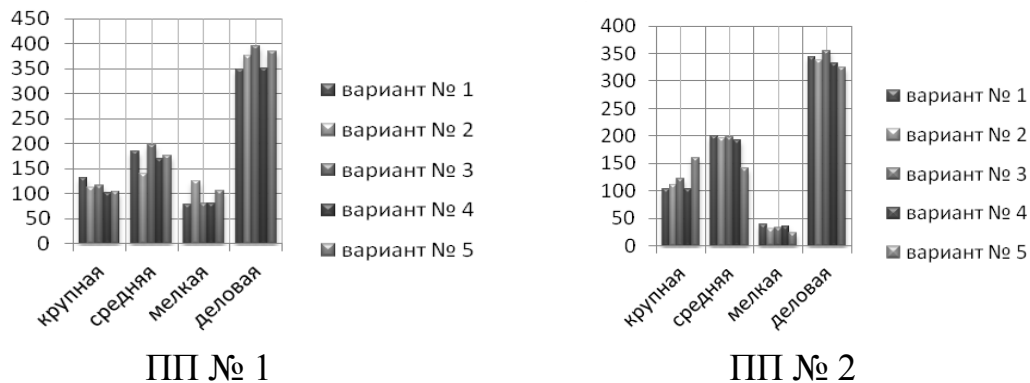 450
400
350
300
250
200
150
100
50
0
крупная
средняя
мелкая
деловая
вариант № 1
вариант № 2
вариант № 3
вариант № 4
вариант № 5
ПП № 1
400
350
300
250
200
150
100
50
0
крупная
средняя
мелкая
деловая
вариант № 1
вариант № 2
вариант № 3
вариант № 4
вариант № 5
ПП № 2